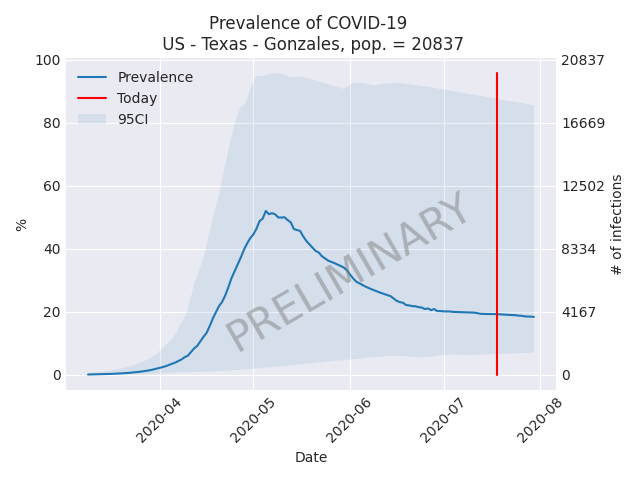 Prevalence of COVID-19
US - Texas - Gonzales, pop. = 20837
Prevalence
Today
95CI
100
80
60
40
20
0
%
20837
16669
12502
8334
4167
0
# of infections
PRELIMINARY
2020-04
2020-05
2020-06
2020-07
2020-08
Date